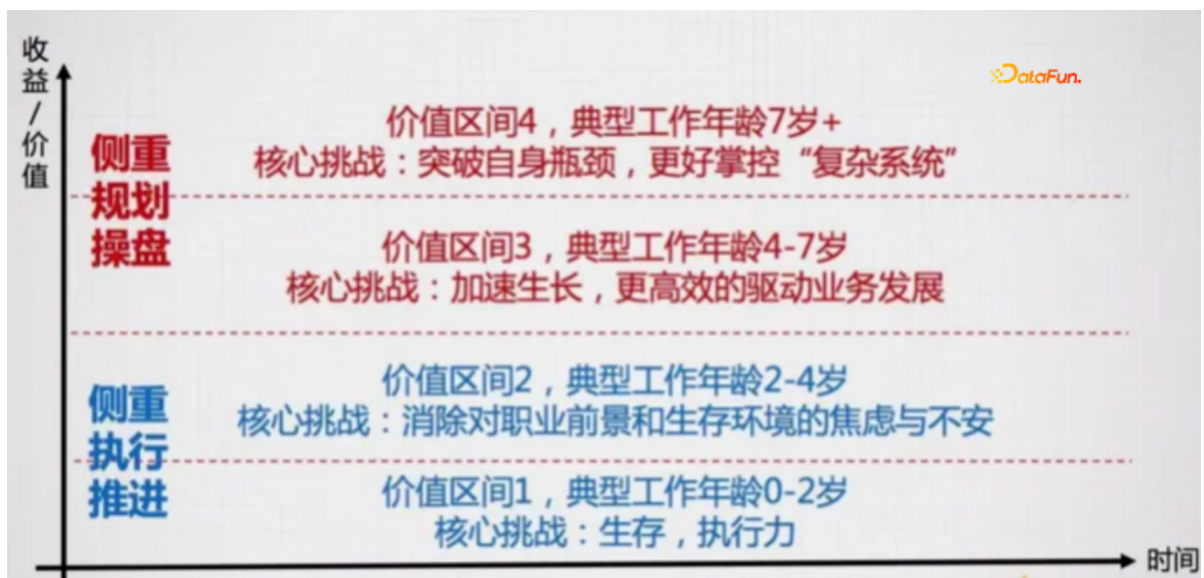 收益/价值
DataFun.
侧重规划操盘
价值区间4，典型工作年龄7岁+
核心挑战：突破自身瓶颈，更好掌控“复杂系统”
价值区间3，典型工作年龄4-7岁
核心挑战：加速生长，更高效的驱动业务发展
侧重执行推进
价值区间2，典型工作年龄2-4岁
核心挑战：消除对职业前景和生存环境的焦虑与不安
价值区间1，典型工作年龄0-2岁
核心挑战：生存，执行力
时间